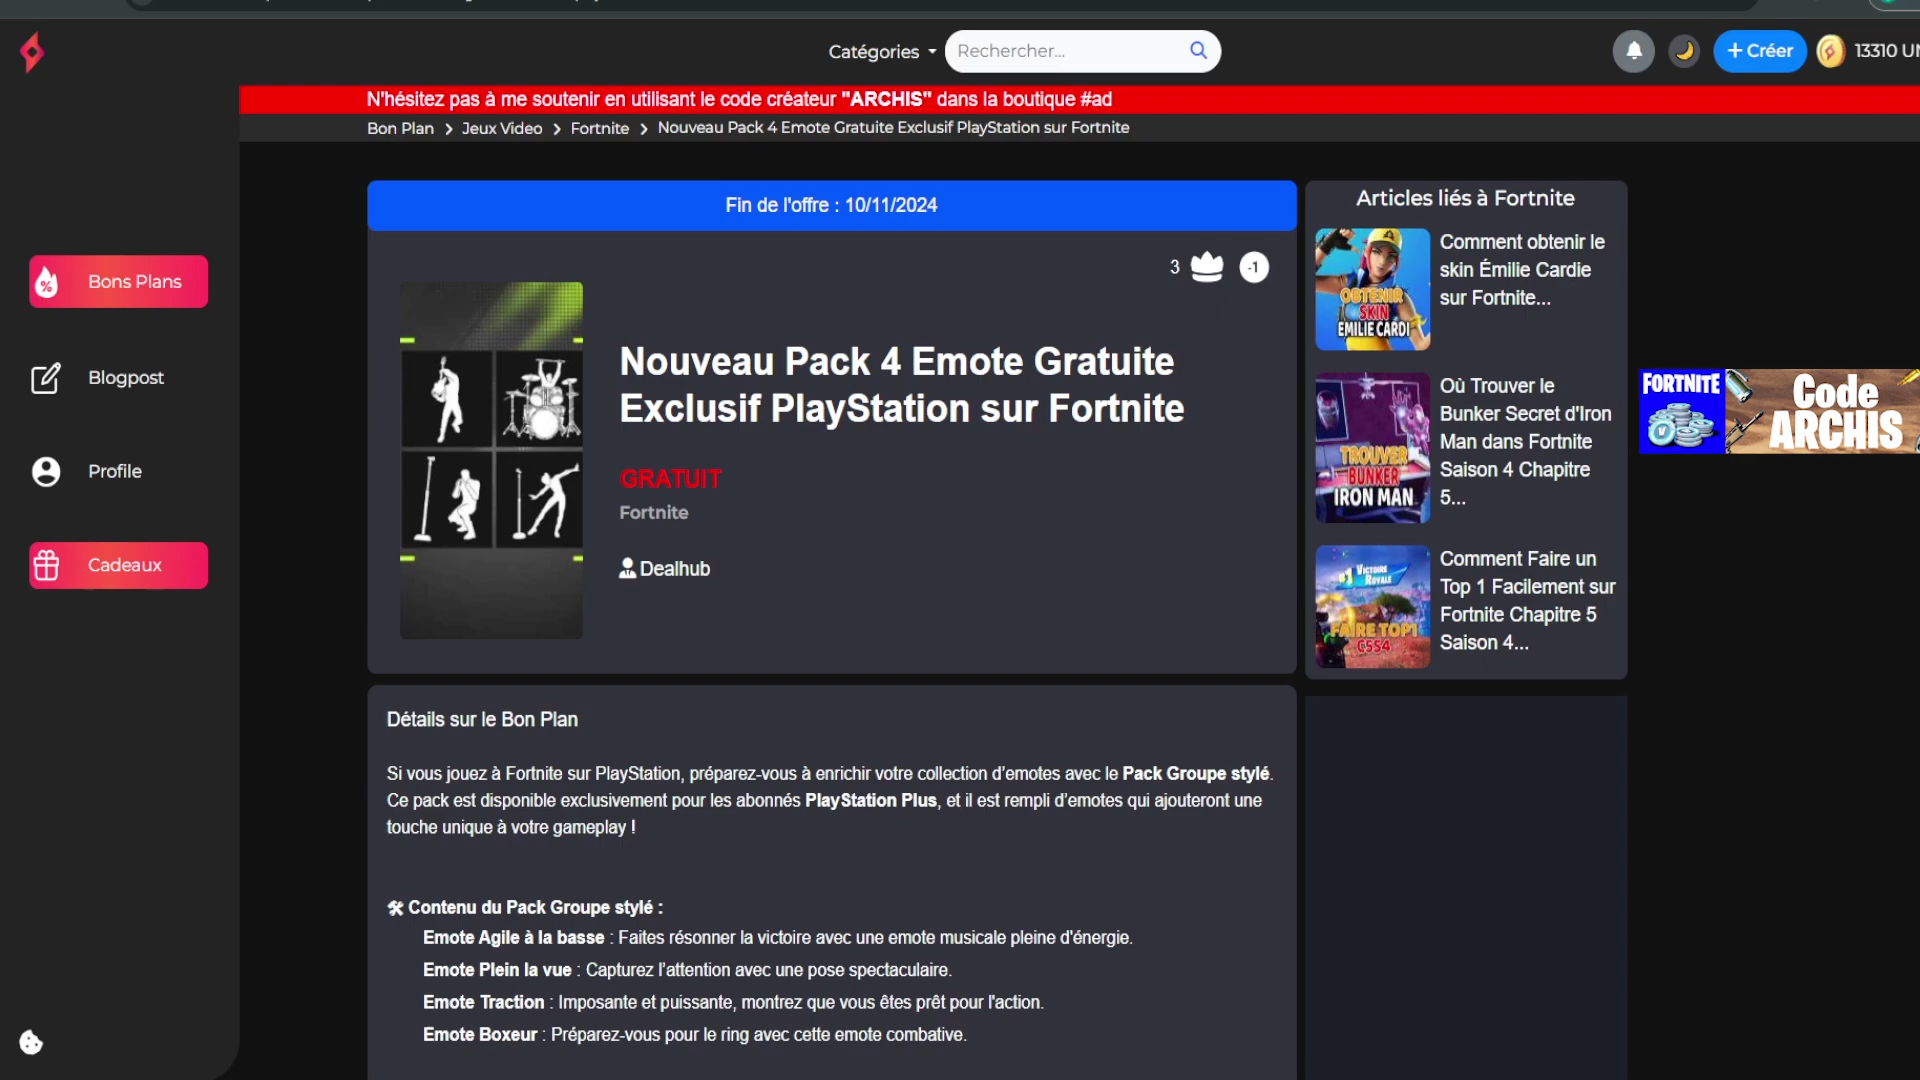 Catégories
Rechercher...
+ Créer
13310 UN
N'hésitez pas à me soutenir en utilisant le code créateur "ARCHIS" dans la boutique #ad
Bon Plan > Jeux Video > Fortnite > Nouveau Pack 4 Emote Gratuite Exclusif PlayStation sur Fortnite
Bons Plans
Blogpost
Profile
Cadeaux
Fin de l'offre : 10/11/2024
3
-1
Nouveau Pack 4 Emote Gratuite
Exclusif PlayStation sur Fortnite
GRATUIT
Fortnite
Dealhub
Détails sur le Bon Plan
Si vous jouez à Fortnite sur PlayStation, préparez-vous à enrichir votre collection d'emotes avec le Pack Groupe stylé.
Ce pack est disponible exclusivement pour les abonnés PlayStation Plus, et il est rempli d'emotes qui ajouteront une
touche unique à votre gameplay !
🛠 Contenu du Pack Groupe stylé :
Emote Agile à la basse : Faites résonner la victoire avec une emote musicale pleine d'énergie.
Emote Plein la vue : Capturez l'attention avec une pose spectaculaire.
Emote Traction : Imposante et puissante, montrez que vous êtes prêt pour l'action.
Emote Boxeur : Préparez-vous pour le ring avec cette emote combative.
Articles liés à Fortnite
OBTENIR
SKIN
EMILIE CARDI
Comment obtenir le
skin Émilie Cardie
sur Fortnite...
TROUVER
BUNKER
IRON MAN
Où Trouver le
Bunker Secret d'Iron
Man dans Fortnite
Saison 4 Chapitre
5...
#1 VICTOIRE
ROYALE
FAIRE TOP1
C5S4
Comment Faire un
Top 1 Facilement sur
Fortnite Chapitre 5
Saison 4...
FORTNITE
V
Code
ARCHIS